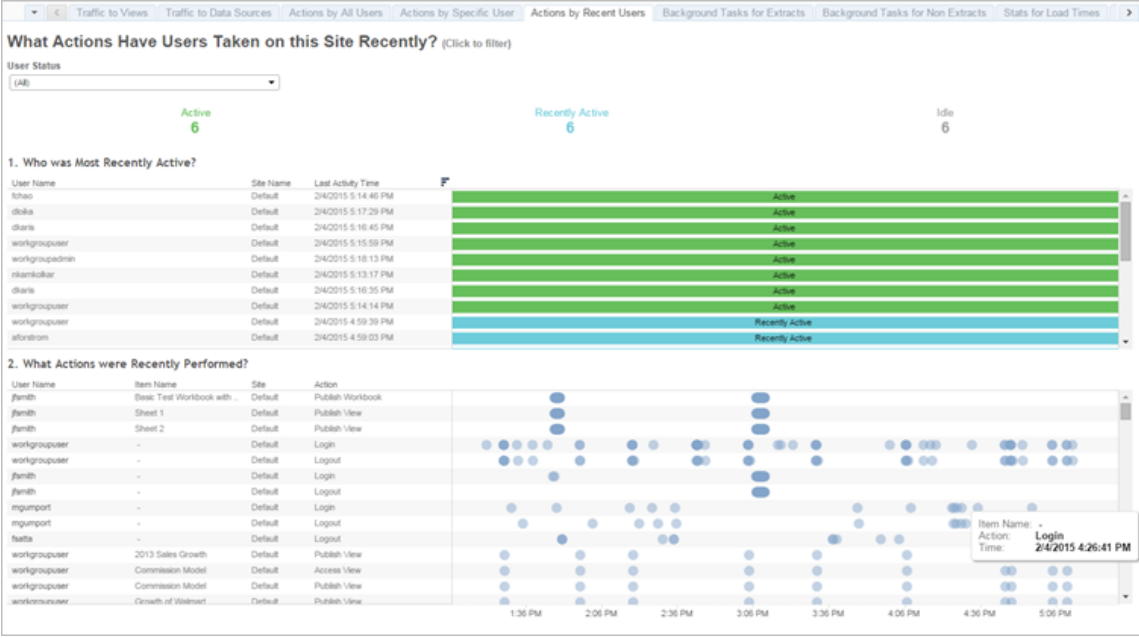 Traffic to Views Traffic to Data Sources Actions by All Users Actions by Specific User Actions by Recent Users Background Tasks for Extracts Background Tasks for Non Extracts Stats for Load Times
What Actions Have Users Taken on this Site Recently? (Click to filter)
User Status
(All)
Active Recently Active Idle
6 6 6
1. Who was Most Recently Active?
User Name Site Name Last Activity Time
fchao Default 2/4/2015 5:14:46 PM Active
dloika Default 2/4/2015 5:17:29 PM Active
dkaris Default 2/4/2015 5:16:45 PM Active
workgroupuser Default 2/4/2015 5:15:59 PM Active
workgroupadmin Default 2/4/2015 5:18:13 PM Active
nkamkolkar Default 2/4/2015 5:13:17 PM Active
dkaris Default 2/4/2015 5:16:35 PM Active
workgroupuser Default 2/4/2015 5:14:14 PM Active
workgroupuser Default 2/4/2015 4:59:39 PM Recently Active
aforstrom Default 2/4/2015 4:59:03 PM Recently Active
2. What Actions were Recently Performed?
User Name Item Name Site Action
jfsmith Basic Test Workbook with .. Default Publish Workbook
jfsmith Sheet 1 Default Publish View
jfsmith Sheet 2 Default Publish View
workgroupuser - Default Login
workgroupuser - Default Logout
jfsmith - Default Login
jfsmith - Default Logout
mgumport - Default Login
mgumport - Default Logout
fsatta - Default Logout
Item Name: -
Action: Login
Time: 2/4/2015 4:26:41 PM
workgroupuser 2013 Sales Growth Default Publish View
workgroupuser Commission Model Default Access View
workgroupuser Commission Model Default Publish View
workgroupuser Growth of Walmart Default Publish View
1:36 PM 2:06 PM 2:36 PM 3:06 PM 3:36 PM 4:06 PM 4:36 PM 5:06 PM